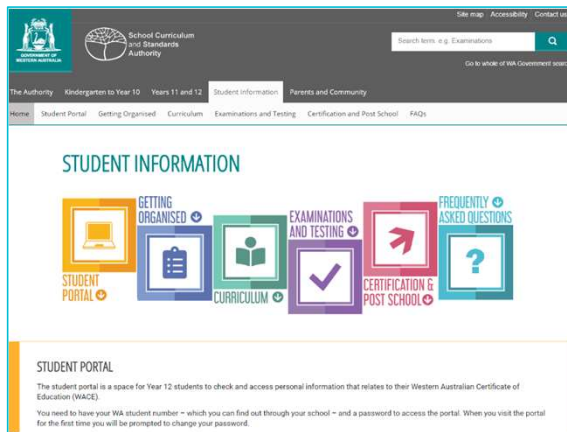 Site map Accessibility Contact us
GOVERNMENT OF
WESTERN AUSTRALIA
School Curriculum
and Standards
Authority
Search term. e.g. Examinations
Go to whole of WA Government search
The Authority Kindergarten to Year 10 Years 11 and 12 Student Information Parents and Community
Home Student Portal Getting Organised Curriculum Examinations and Testing Certification and Post School FAQs
STUDENT INFORMATION
STUDENT
PORTAL
GETTING
ORGANISED
CURRICULUM
EXAMINATIONS
AND TESTING
CERTIFICATION &
POST SCHOOL
FREQUENTLY
ASKED QUESTIONS
?
STUDENT PORTAL
The student portal is a space for Year 12 students to check and access personal information that relates to their Western Australian Certificate of
Education (WACE).
You need to have your WA student number – which you can find out through your school – and a password to access the portal. When you visit the portal
for the first time you will be prompted to change your password.